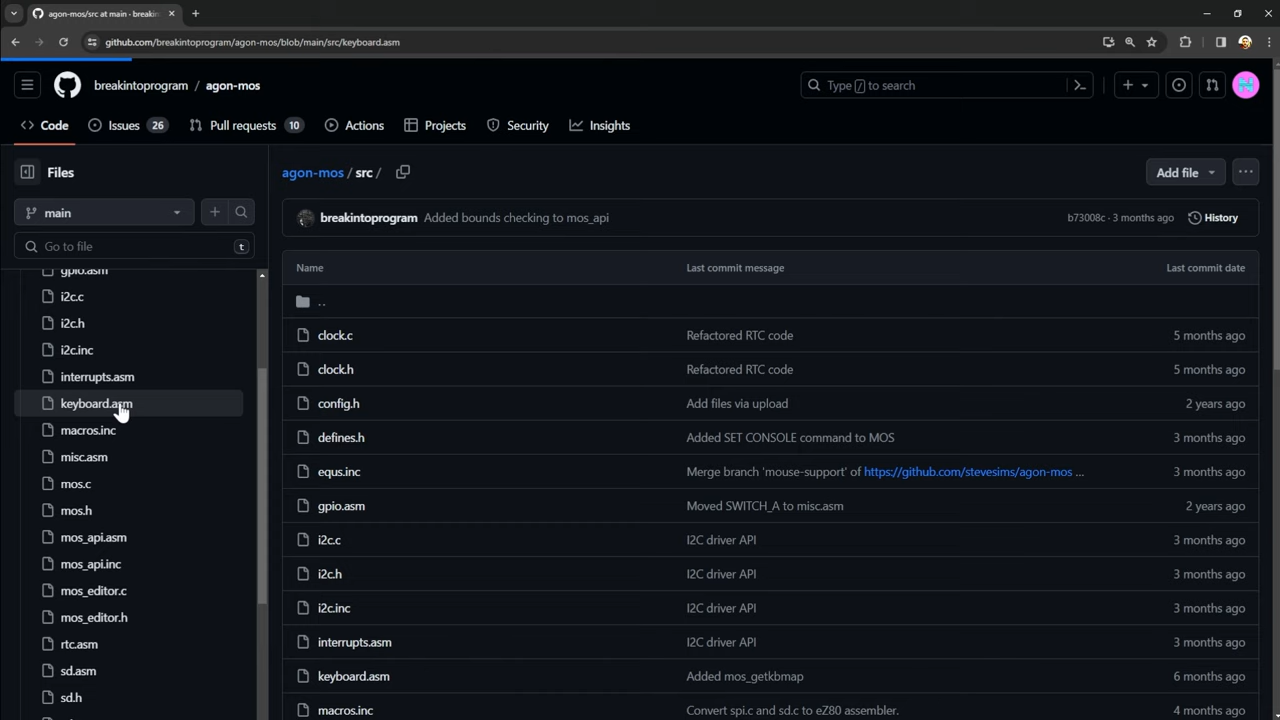 agon-mos/src at main · breakin
github.com/breakintoprogram/agon-mos/blob/main/src/keyboard.asm
breakintoprogram / agon-mos
Type / to search
Code
Issues 26
Pull requests 10
Actions
Projects
Security
Insights
Files
main
Go to file
t
gpio.asm
i2c.c
i2c.h
i2c.inc
interrupts.asm
keyboard.asm
macros.inc
misc.asm
mos.c
mos.h
mos_api.asm
mos_api.inc
mos_editor.c
mos_editor.h
rtc.asm
sd.asm
sd.h
agon-mos / src /
Add file
breakintoprogram Added bounds checking to mos_api b73008c · 3 months ago History
Name Last commit message Last commit date
..
clock.c Refactored RTC code 5 months ago
clock.h Refactored RTC code 5 months ago
config.h Add files via upload 2 years ago
defines.h Added SET CONSOLE command to MOS 3 months ago
equs.inc Merge branch 'mouse-support' of https://github.com/stevesims/agon-mos ... 3 months ago
gpio.asm Moved SWITCH_A to misc.asm 2 years ago
i2c.c I2C driver API 3 months ago
i2c.h I2C driver API 3 months ago
i2c.inc I2C driver API 3 months ago
interrupts.asm I2C driver API 3 months ago
keyboard.asm Added mos_getkbmap 6 months ago
macros.inc Convert spi.c and sd.c to eZ80 assembler. 4 months ago